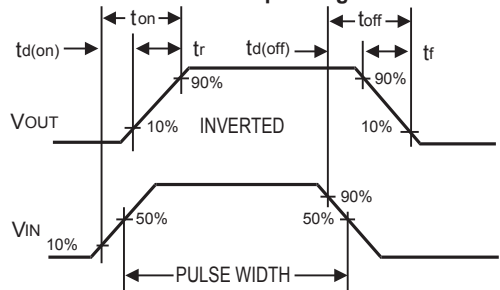 ton toff
td(on) tr td(off) tf
90% 90%
VOUT 10% INVERTED 10%
90%
VIN 50% 50%
10%
PULSE WIDTH